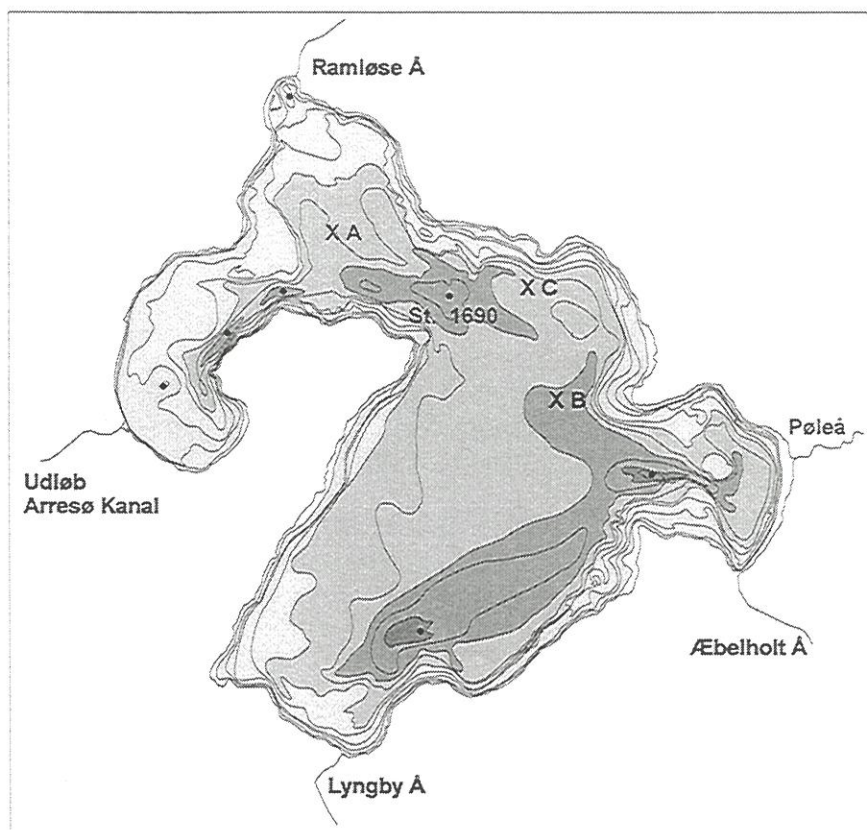 Ramløse Å
X A
X C
St. 1690
X B
Pøleå
Udløb
Arresø Kanal
Æbelholt Å
Lyngby Å